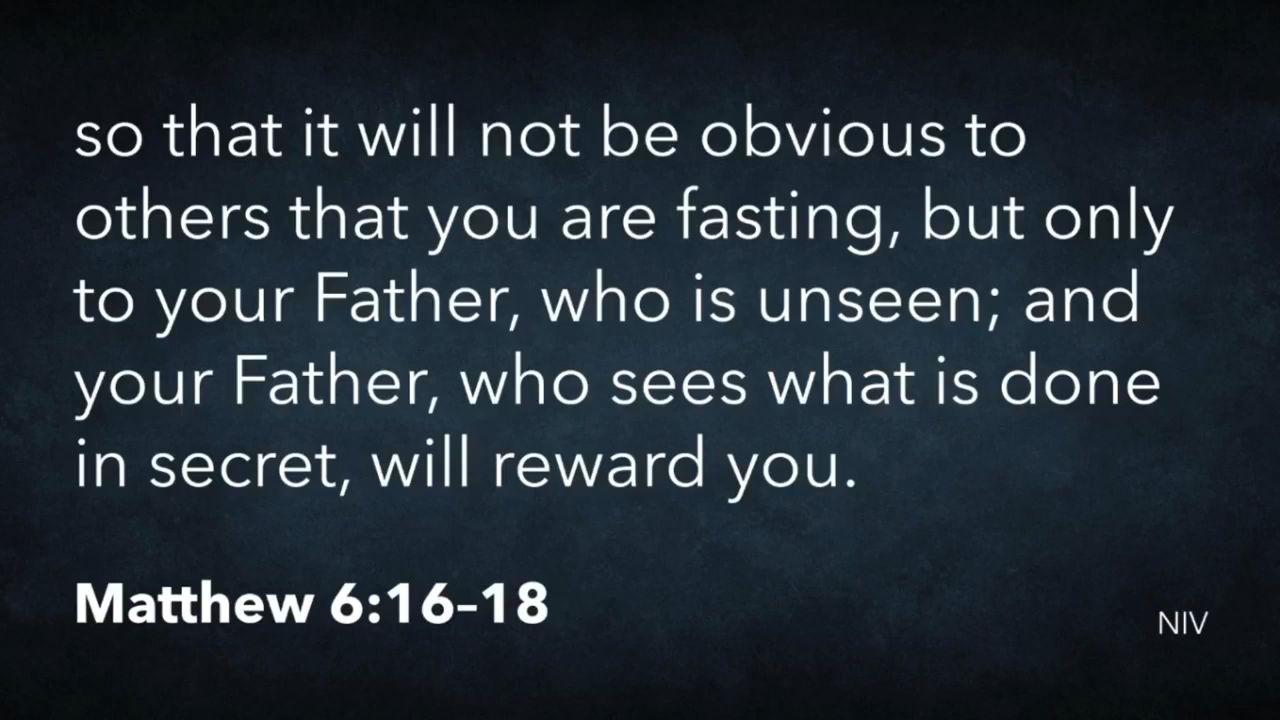 so that it will not be obvious to
others that you are fasting, but only
to your Father, who is unseen; and
your Father, who sees what is done
in secret, will reward you.
Matthew 6:16–18
NIV